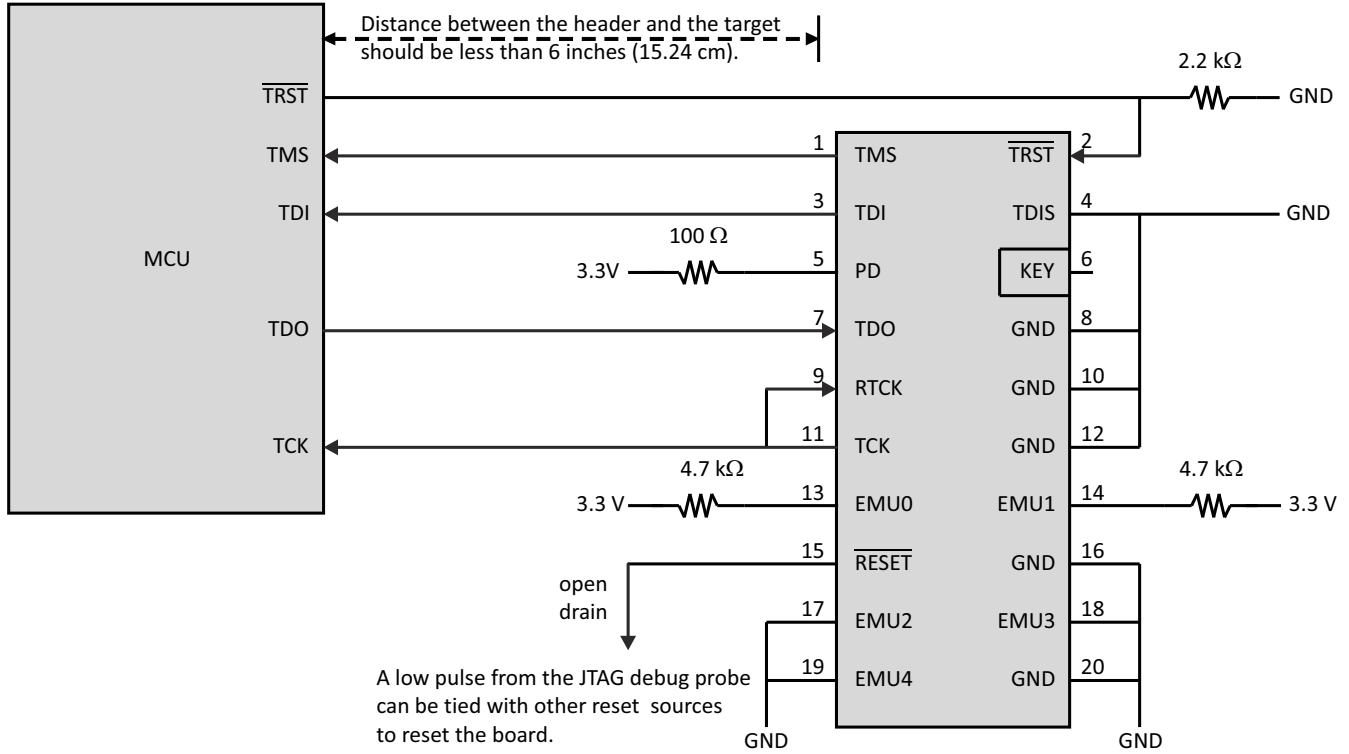 Distance between the header and the target
should be less than 6 inches (15.24 cm).
2.2 kΩ
TRST
GND
MCU
TMS
1
TMS
TRST
2
TDI
3
TDI
TDIS
4
GND
100 Ω
3.3V
5
PD
KEY
6
TDO
7
TDO
GND
8
9
RTCK
GND
10
TCK
11
TCK
GND
12
4.7 kΩ
4.7 kΩ
3.3 V
13
EMU0
EMU1
14
3.3 V
15
RESET
GND
16
open
drain
17
EMU2
EMU3
18
19
EMU4
GND
20
A low pulse from the JTAG debug probe
can be tied with other reset sources
to reset the board.
GND
GND